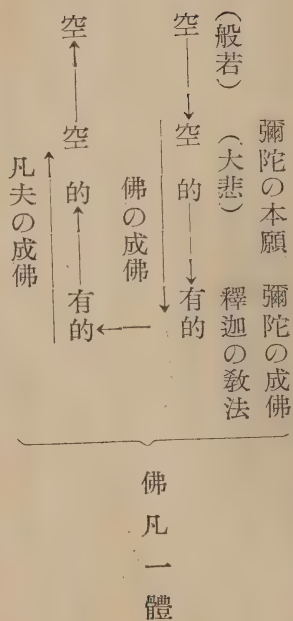 彌陀の本願 彌陀の成佛
(般若) (大悲) 釋迦の教法
空 空的 有的
佛の成佛
空 空的 有的
凡夫の成佛
佛凡一體